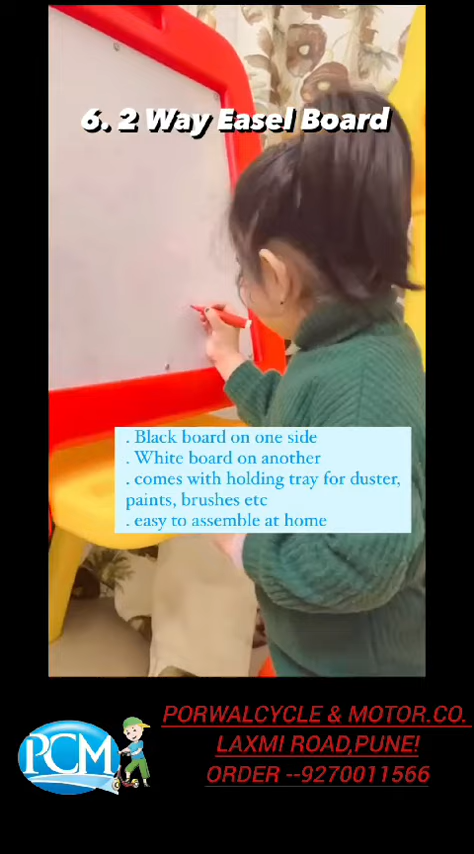 6. 2 Way Easel Board
. Black board on one side
. White board on another
. comes with holding tray for duster,
paints, brushes etc
. easy to assemble at home
PCM
PORWALCYCLE & MOTOR.CO.
LAXMI ROAD,PUNE!
ORDER --9270011566